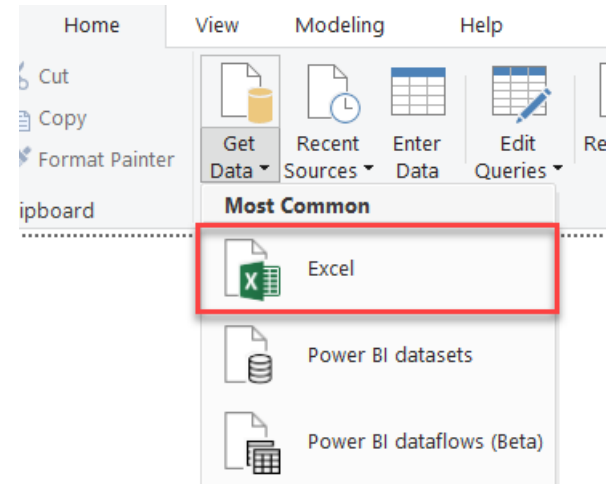 Home View Modeling Help
Cut
Copy
Format Painter
ipboard
Get Data
Recent Sources
Enter Data
Edit Queries
Re
Most Common
Excel
Power BI datasets
Power BI dataflows (Beta)